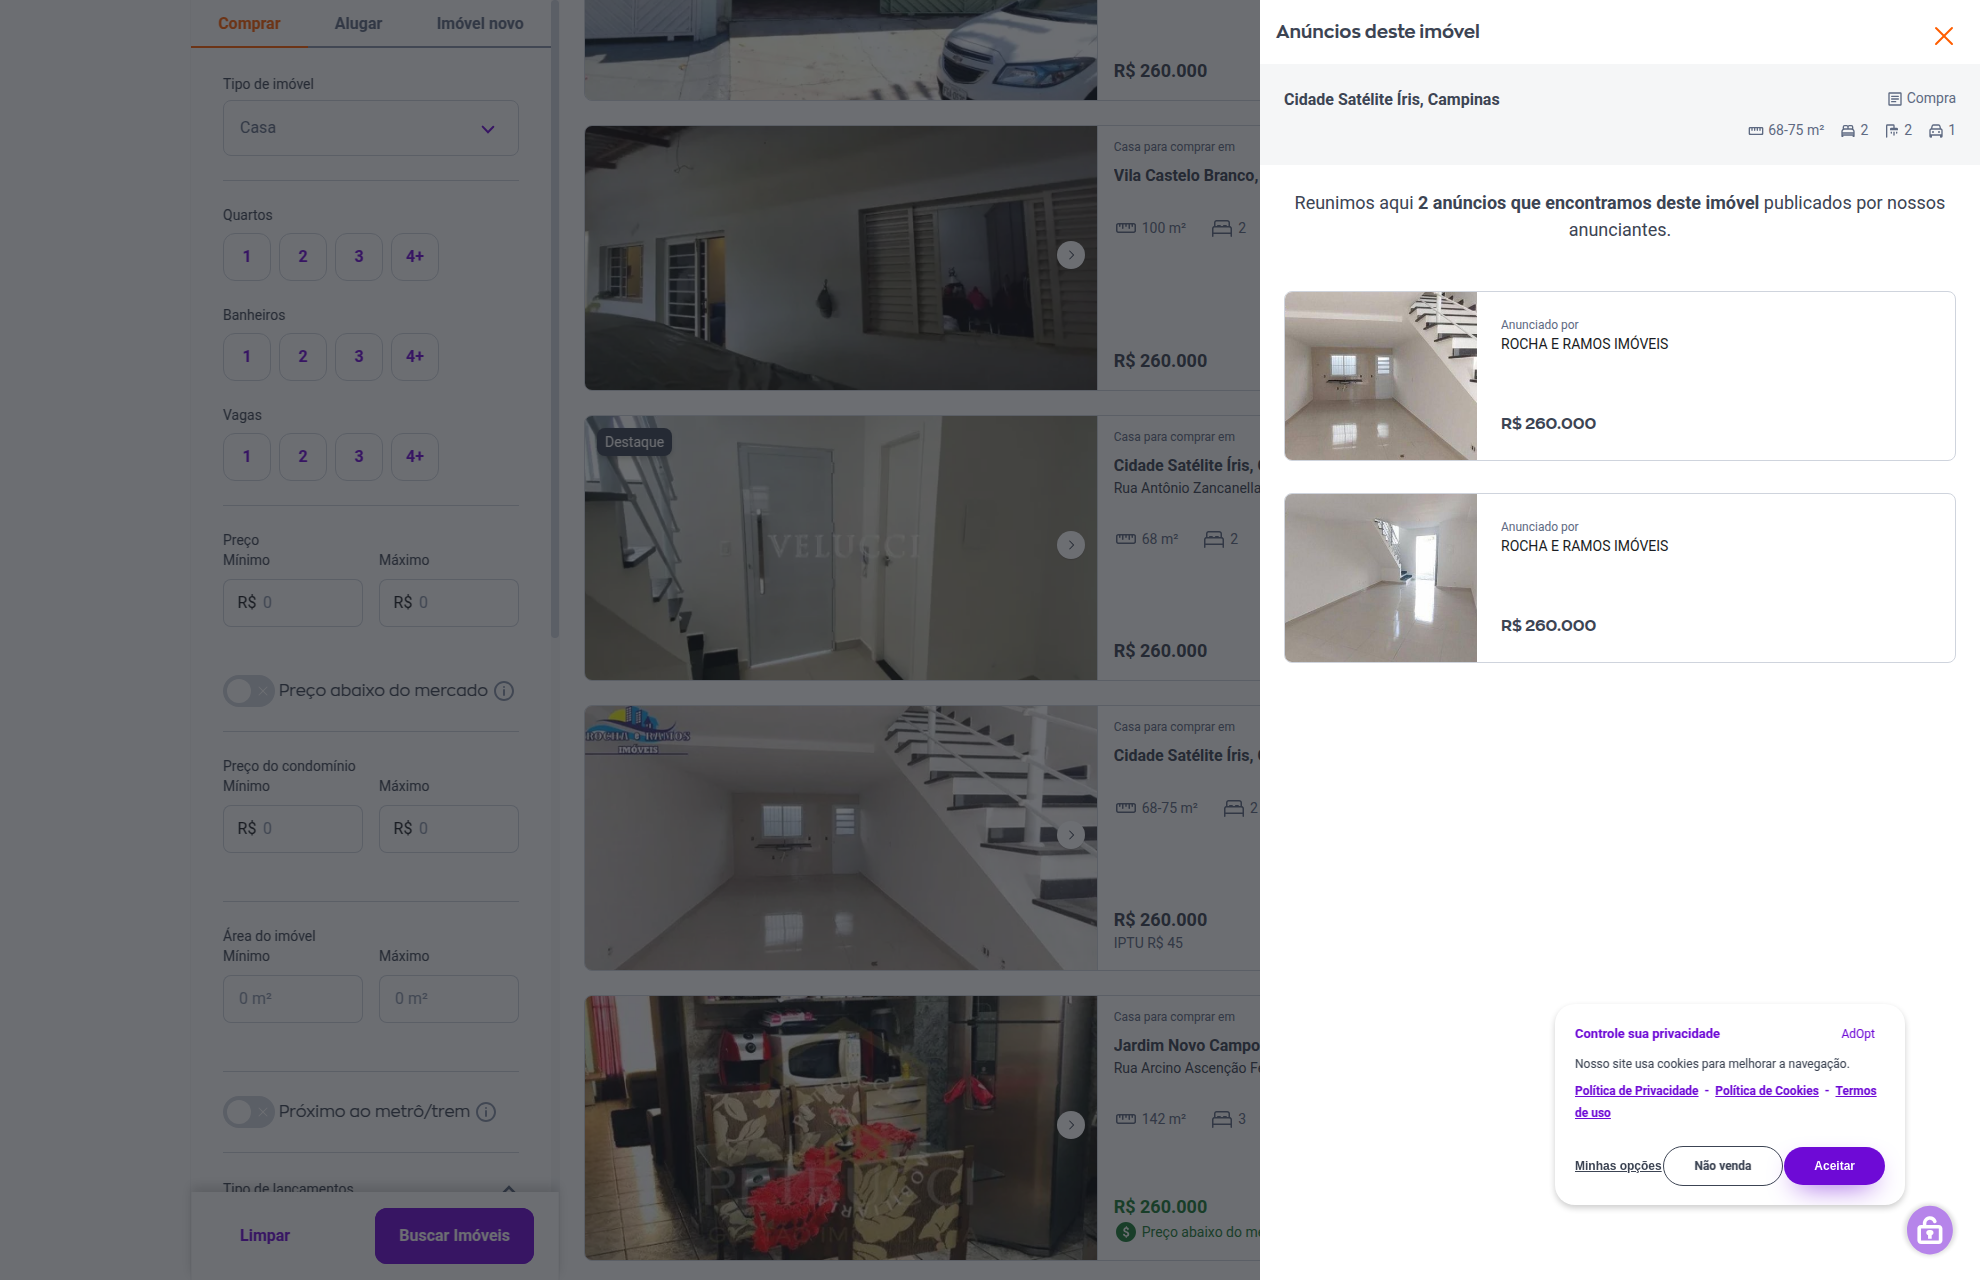 Comprar
Alugar
Imóvel novo
Tipo de imóvel
Casa
Quartos
1
2
3
4+
Banheiros
1
2
3
4+
Vagas
1
2
3
4+
Preço
Mínimo
Máximo
R$ 0
R$ 0
Preço abaixo do mercado
Preço do condomínio
Mínimo
Máximo
R$ 0
R$ 0
Área do imóvel
Mínimo
Máximo
0 m²
0 m²
Próximo ao metrô/trem
Tipo de lançamentos
Limpar
Buscar Imóveis
R$ 260.000
Casa para comprar em
Vila Castelo Branco,
100 m²
2
R$ 260.000
Destaque
VELUCCI
Casa para comprar em
Cidade Satélite Íris,
Rua Antônio Zancanella
68 m²
2
R$ 260.000
ROCHA e RAMOS
IMÓVEIS
Casa para comprar em
Cidade Satélite Íris,
68-75 m²
2
R$ 260.000
IPTU R$ 45
Casa para comprar em
Jardim Novo Campo
Rua Arcino Ascenção F
142 m²
3
R$ 260.000
Preço abaixo do m
Anúncios deste imóvel
Cidade Satélite Íris, Campinas
Compra
68-75 m²
2
2
1
Reunimos aqui 2 anúncios que encontramos deste imóvel publicados por nossos
anunciantes.
Anunciado por
ROCHA E RAMOS IMÓVEIS
R$ 260.000
Anunciado por
ROCHA E RAMOS IMÓVEIS
R$ 260.000
Controle sua privacidade
AdOpt
Nosso site usa cookies para melhorar a navegação.
Política de Privacidade - Política de Cookies - Termos
de uso
Minhas opções
Não venda
Aceitar